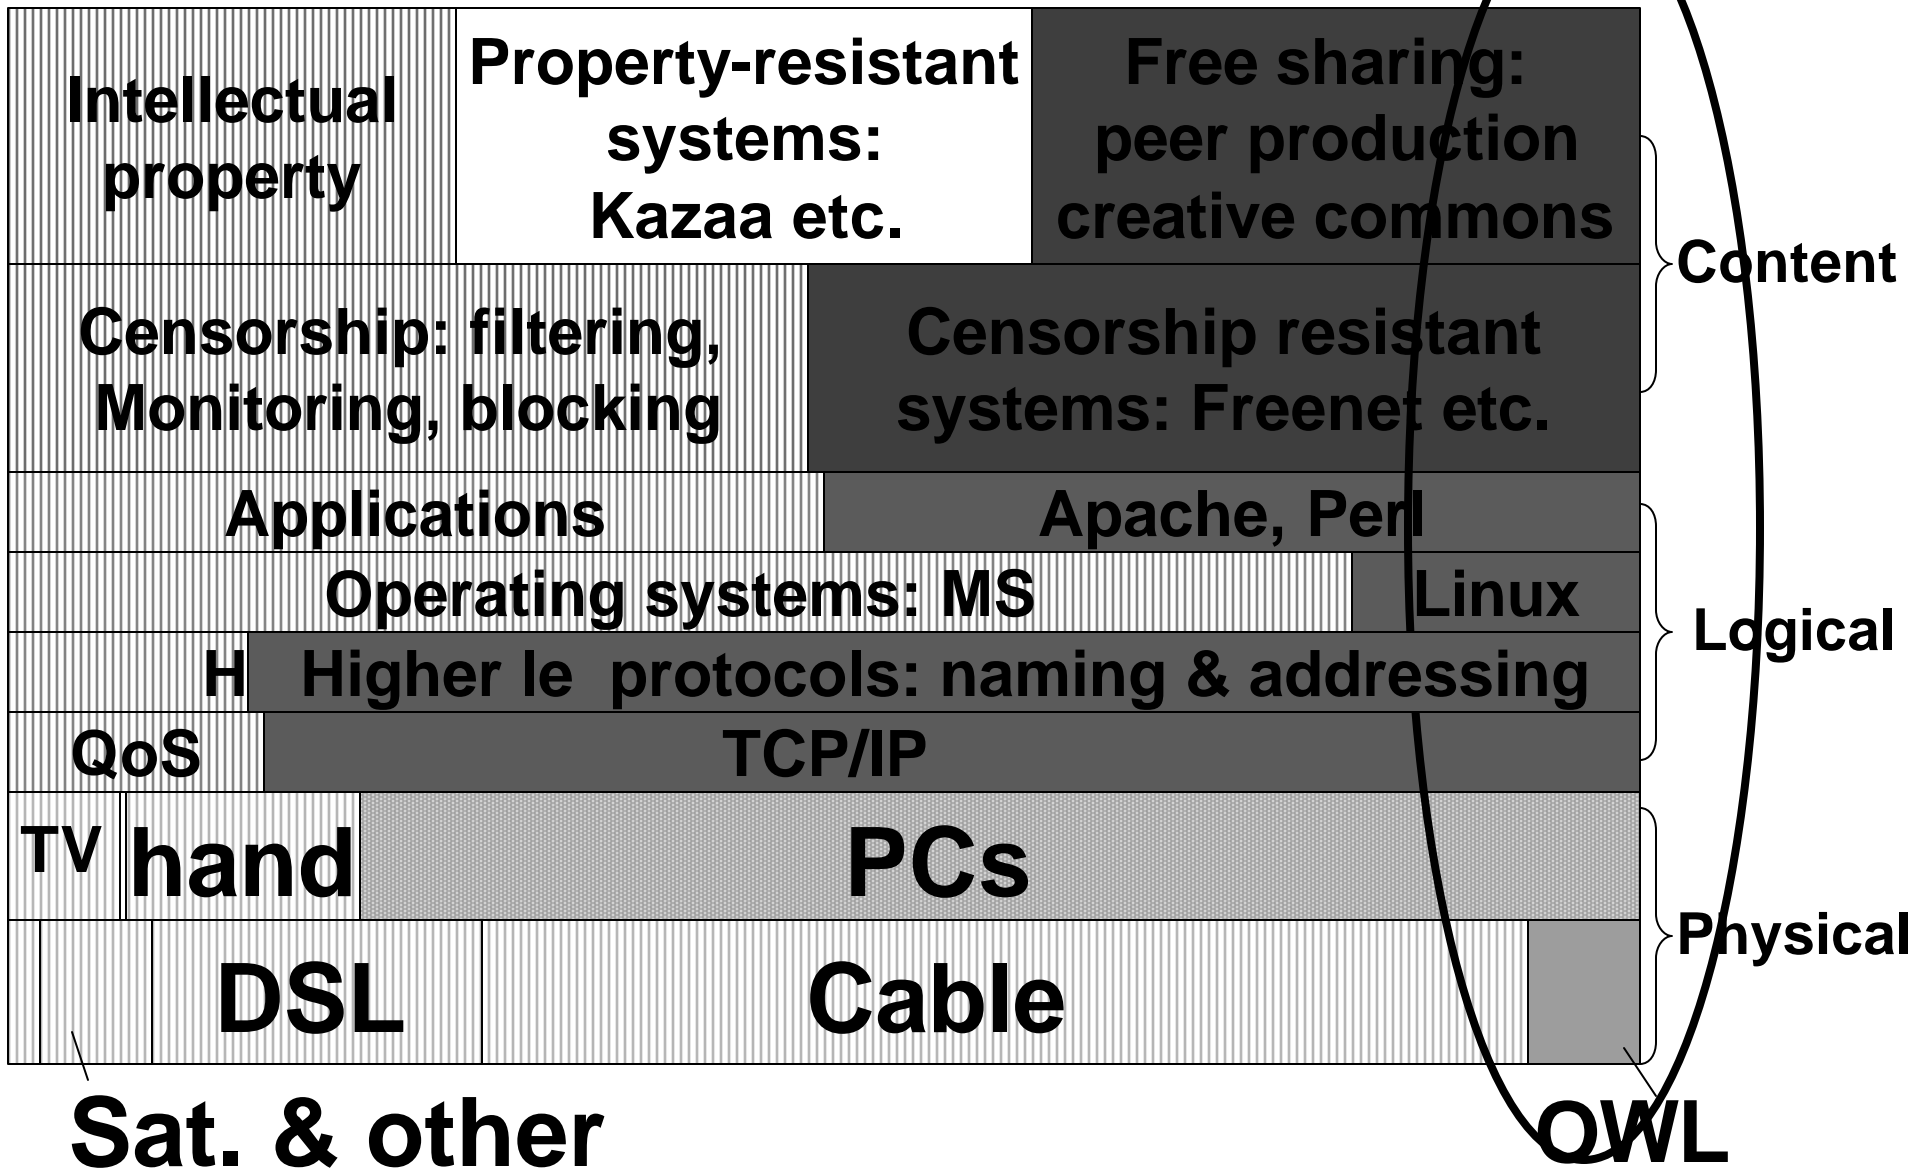 Intellectual
property
Property-resistant
systems:
Kazaa etc.
Free sharing:
peer production
creative commons
Content
Censorship: filtering,
Monitoring, blocking
Censorship resistant
systems: Freenet etc.
Applications
Apache, Perl
Operating systems: MS
Linux
Logical
H
Higher le protocols: naming & addressing
QoS
TCP/IP
TV
hand
PCs
Physical
DSL
Cable
Sat. & other
OWL